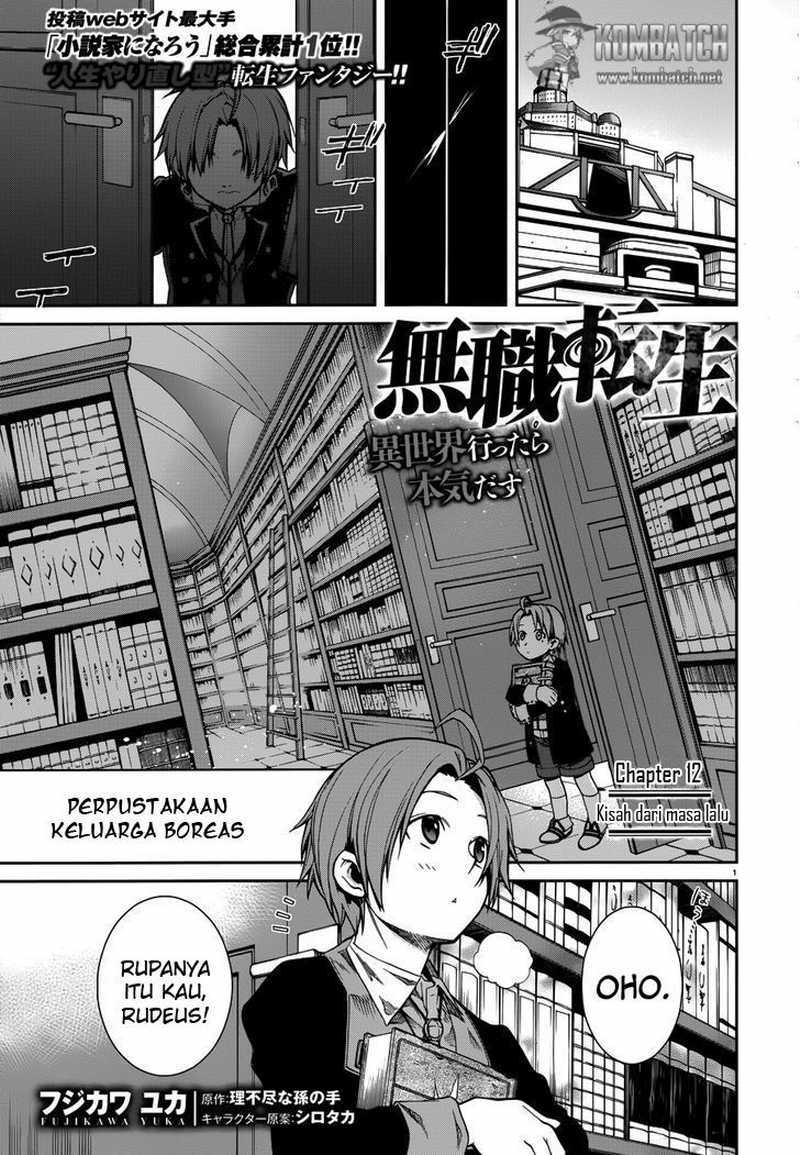 投稿webサイト最大手
「小説家になろう」総合累計1位!!
"人生やり直し型"転生ファンタジー!!
KOMBATCH
www.kombatch.net
ギギ
ギギ
無職転生
異世界行ったら
本気だす
Chapter 12
Kisah dari masa lalu
1
PERPUSTAKAAN
KELUARGA BOREAS
OHO.
RUPANYA
ITU KAU,
RUDEUS!
フジカワ ユカ
FUJIKAWA YUKA
原作:理不尽な孫の手
キャラクター原案:シロタカ